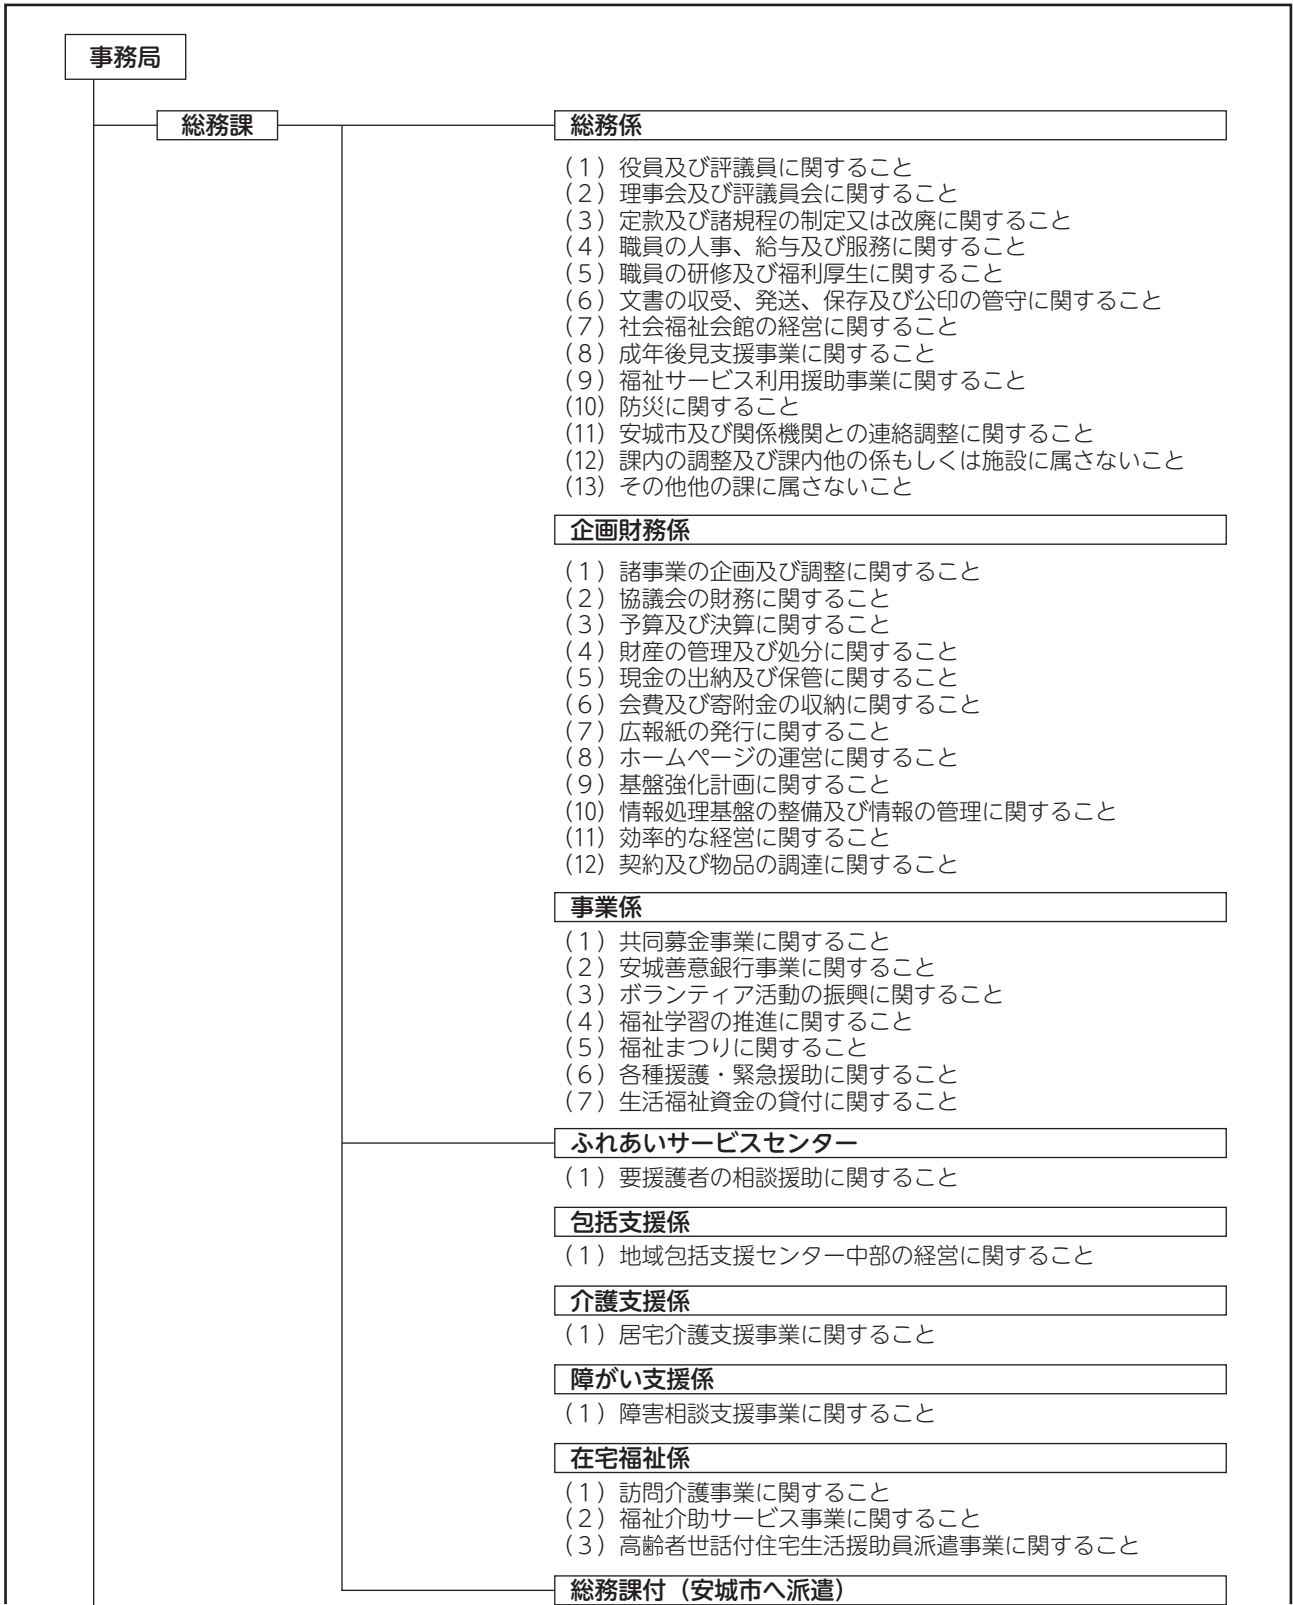 事務局
総務課
総務係
(1) 役員及び評議員に関すること
(2) 理事会及び評議員会に関すること
(3) 定款及び諸規程の制定又は改廃に関すること
(4) 職員の人事、給与及び服務に関すること
(5) 職員の研修及び福利厚生に関すること
(6) 文書の収受、発送、保存及び公印の管守に関すること
(7) 社会福祉会館の経営に関すること
(8) 成年後見支援事業に関すること
(9) 福祉サービス利用援助事業に関すること
(10) 防災に関すること
(11) 安城市及び関係機関との連絡調整に関すること
(12) 課内の調整及び課内他の係もしくは施設に属さないこと
(13) その他他の課に属さないこと
企画財務係
(1) 諸事業の企画及び調整に関すること
(2) 協議会の財務に関すること
(3) 予算及び決算に関すること
(4) 財産の管理及び処分に関すること
(5) 現金の出納及び保管に関すること
(6) 会費及び寄附金の収納に関すること
(7) 広報紙の発行に関すること
(8) ホームページの運営に関すること
(9) 基盤強化計画に関すること
(10) 情報処理基盤の整備及び情報の管理に関すること
(11) 効率的な経営に関すること
(12) 契約及び物品の調達に関すること
事業係
(1) 共同募金事業に関すること
(2) 安城善意銀行事業に関すること
(3) ボランティア活動の振興に関すること
(4) 福祉学習の推進に関すること
(5) 福祉まつりに関すること
(6) 各種援護・緊急援助に関すること
(7) 生活福祉資金の貸付に関すること
ふれあいサービスセンター
(1) 要援護者の相談援助に関すること
包括支援係
(1) 地域包括支援センター中部の経営に関すること
介護支援係
(1) 居宅介護支援事業に関すること
障がい支援係
(1) 障害相談支援事業に関すること
在宅福祉係
(1) 訪問介護事業に関すること
(2) 福祉介助サービス事業に関すること
(3) 高齢者世話付住宅生活援助員派遣事業に関すること
総務課付(安城市へ派遣)